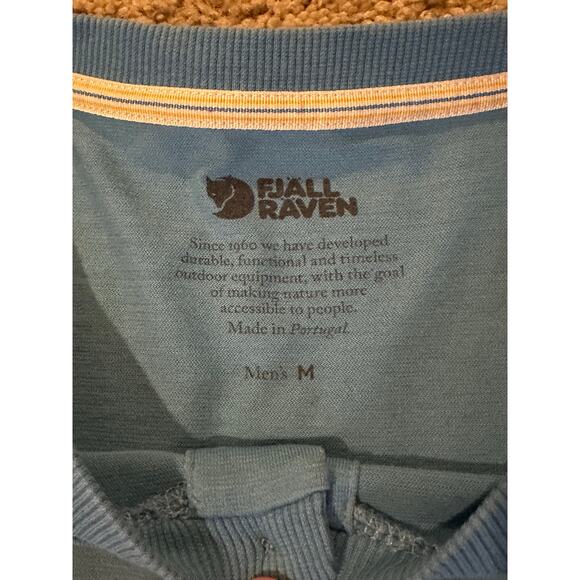 FJÄLL
RÄVEN
Since 1960 we have developed
durable, functional and timeless
outdoor equipment, with the goal
of making nature more
accessible to people.
Made in Portugal.
Men's M